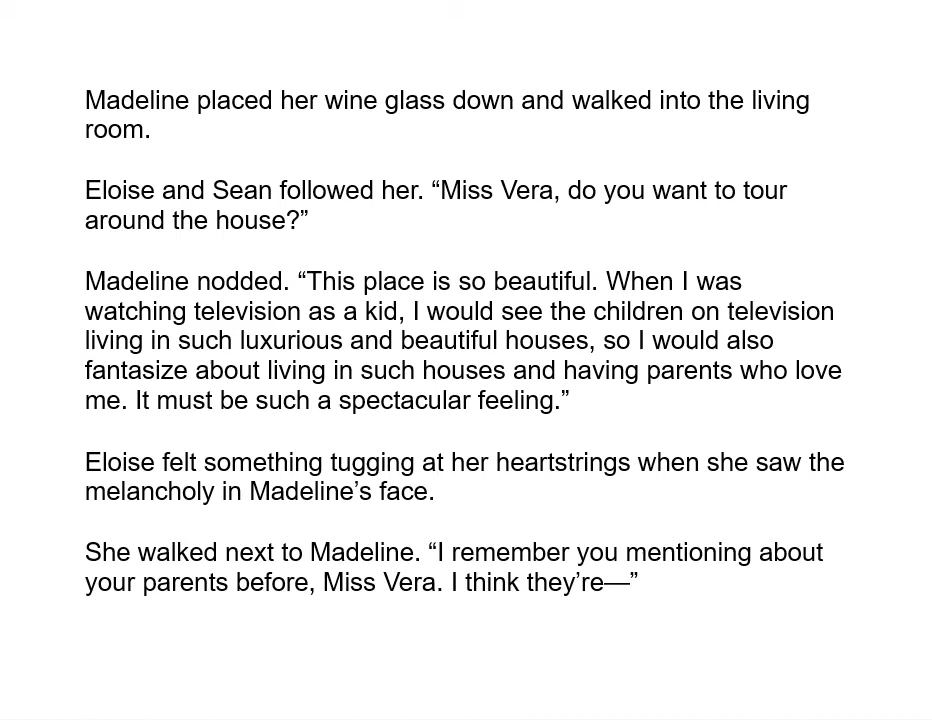 Madeline placed her wine glass down and walked into the living
room.
Eloise and Sean followed her. “Miss Vera, do you want to tour
around the house?”
Madeline nodded. “This place is so beautiful. When I was
watching television as a kid, I would see the children on television
living in such luxurious and beautiful houses, so I would also
fantasize about living in such houses and having parents who love
me. It must be such a spectacular feeling.”
Eloise felt something tugging at her heartstrings when she saw the
melancholy in Madeline’s face.
She walked next to Madeline. “I remember you mentioning about
your parents before, Miss Vera. I think they’re—”